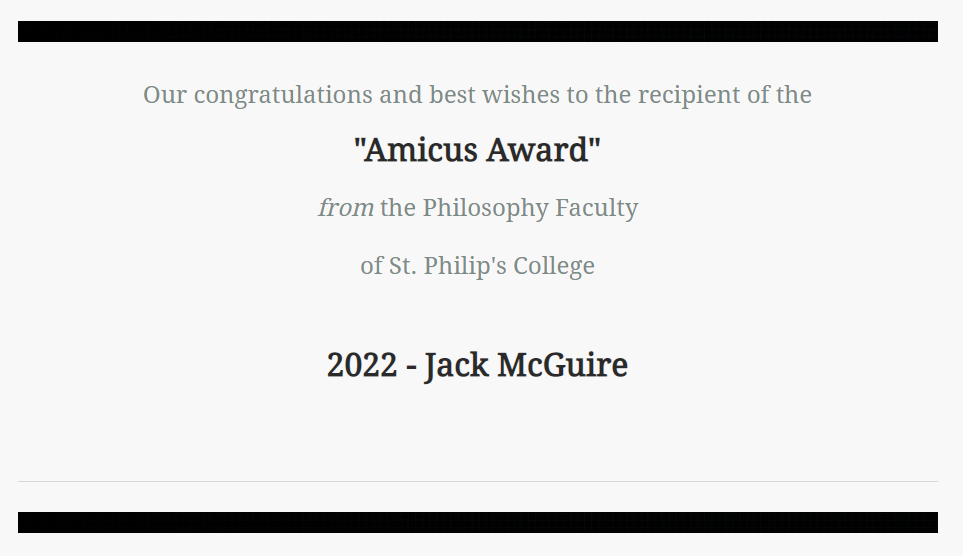 Our congratulations and best wishes to the recipient of the
"Amicus Award"
from the Philosophy Faculty
of St. Philip's College
2022 - Jack McGuire